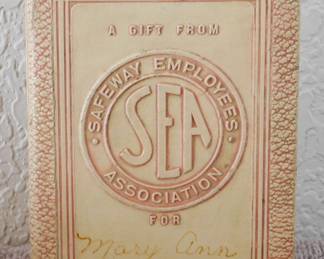 A GIFT FROM
SAFEWAY EMPLOYEES
SEA
ASSOCIATION
FOR
Mary Ann